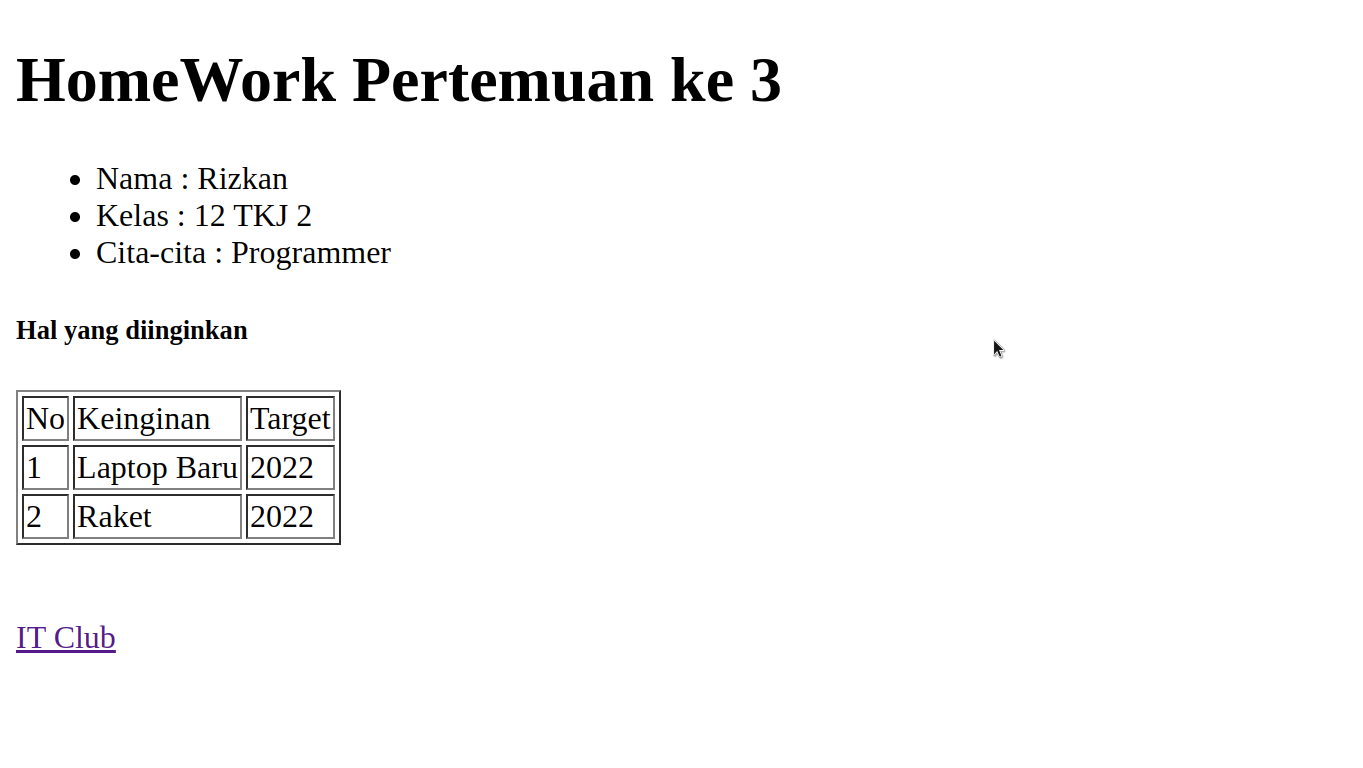 HomeWork Pertemuan ke 3
Nama : Rizkan
Kelas : 12 TKJ 2
Cita-cita : Programmer
Hal yang diinginkan
No Keinginan Target
1 Laptop Baru 2022
2 Raket 2022
IT Club